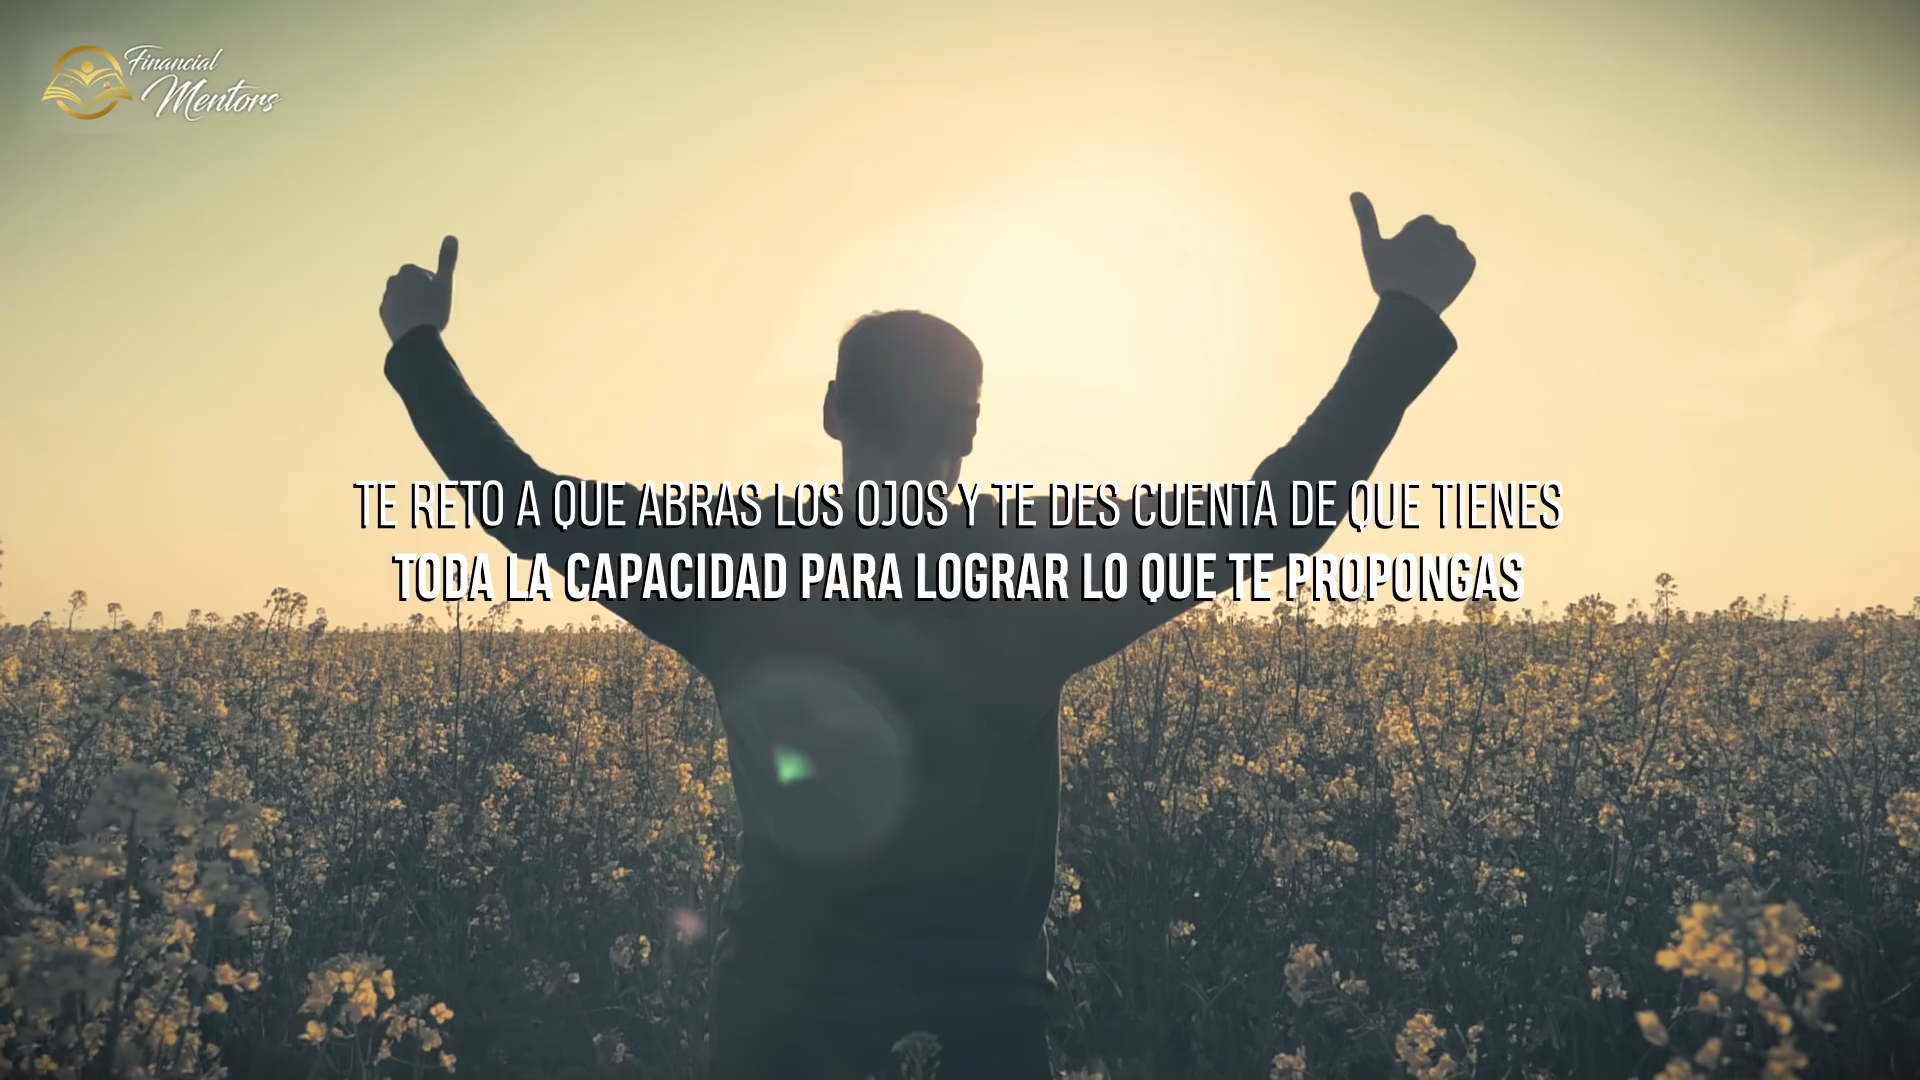 Financial
Mentors
TE RETO A QUE ABRAS LOS OJOS Y TE DES CUENTA DE QUE TIENES
TODA LA CAPACIDAD PARA LOGRAR LO QUE TE PROPONGAS